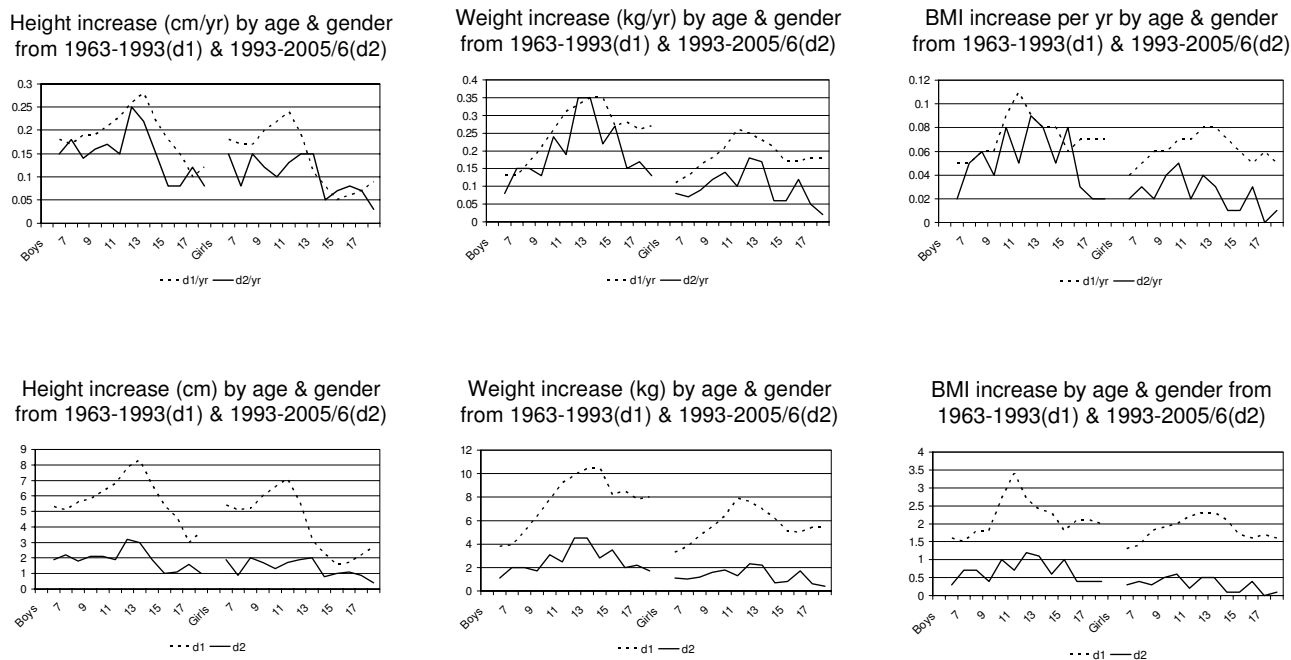 Height increase (cm/yr) by age & gender
from 1963-1993(d1) & 1993-2005/6(d2)
0.3
0.25
0.2
0.15
0.1
0.05
0
Boys 7 9 11 13 15 17 Girls 7 9 11 13 15 17
d1/yr d2/yr
Weight increase (kg/yr) by age & gender
from 1963-1993(d1) & 1993-2005/6(d2)
0.4
0.35
0.3
0.25
0.2
0.15
0.1
0.05
0
Boys 7 9 11 13 15 17 Girls 7 9 11 13 15 17
d1/yr d2/yr
BMI increase per yr by age & gender
from 1963-1993(d1) & 1993-2005/6(d2)
0.12
0.1
0.08
0.06
0.04
0.02
0
Boys 7 9 11 13 15 17 Girls 7 9 11 13 15 17
d1/yr d2/yr
Height increase (cm) by age & gender
from 1963-1993(d1) & 1993-2005/6(d2)
9
8
7
6
5
4
3
2
1
0
Boys 7 9 11 13 15 17 Girls 7 9 11 13 15 17
d1 d2
Weight increase (kg) by age & gender
from 1963-1993(d1) & 1993-2005/6(d2)
12
10
8
6
4
2
0
Boys 7 9 11 13 15 17 Girls 7 9 11 13 15 17
d1 d2
BMI increase by age & gender from
1963-1993(d1) & 1993-2005/6(d2)
4
3.5
3
2.5
2
1.5
1
0.5
0
Boys 7 9 11 13 15 17 Girls 7 9 11 13 15 17
d1 d2